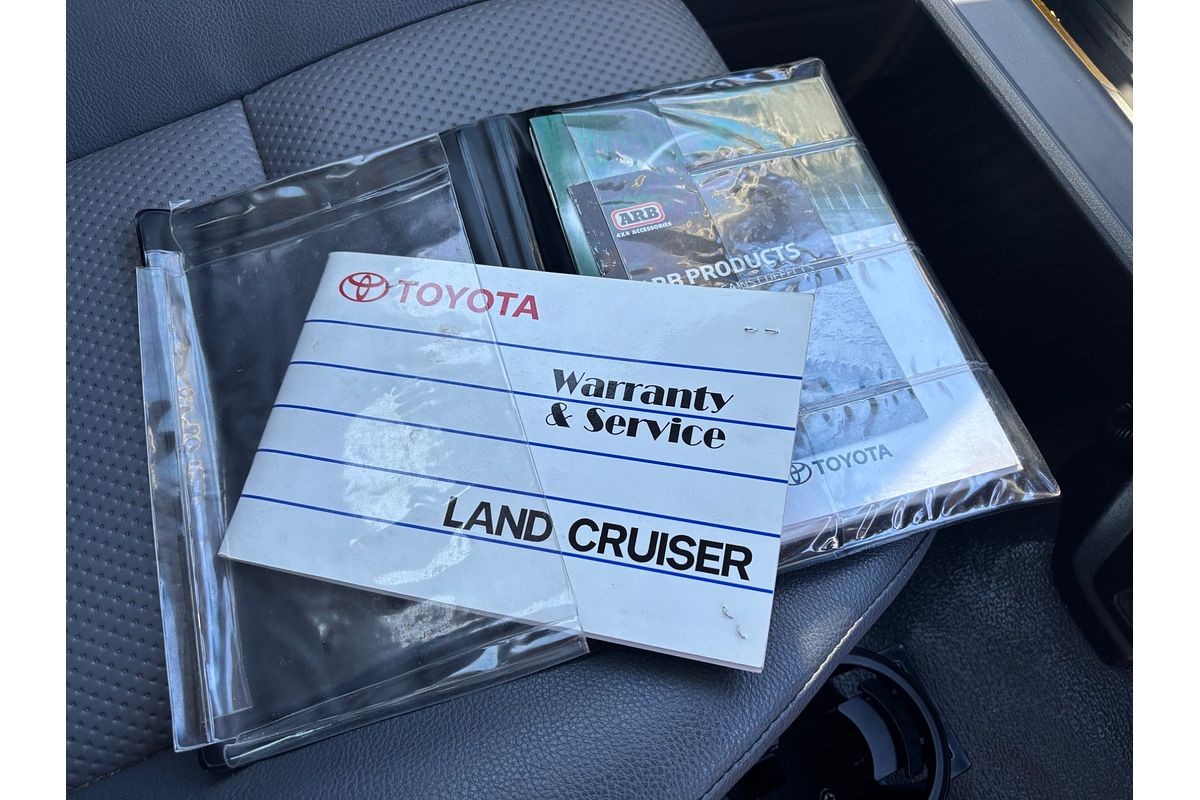 ARB
4X4 ACCESSORIES
PRODUCTS
TOYOTA
Warranty
& Service
LAND CRUISER
TOYOTA